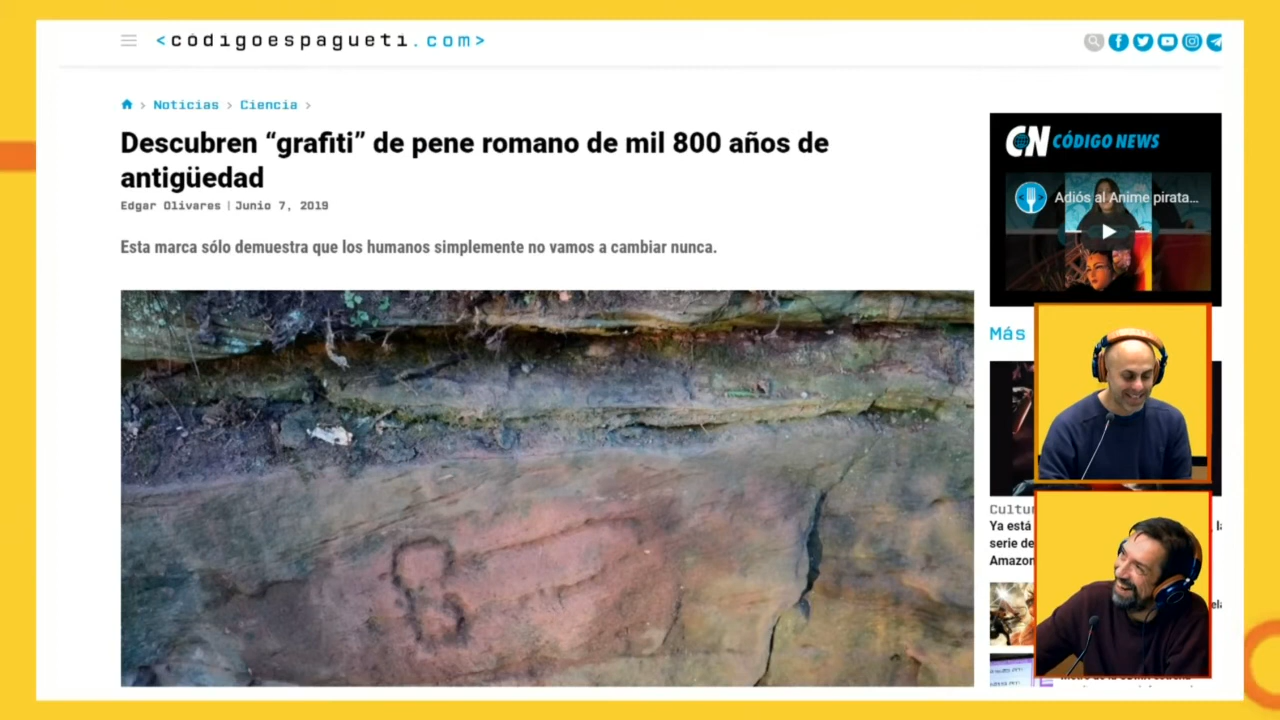 <códigoespagueti.com>
Noticias > Ciencia >
Descubren “grafiti” de pene romano de mil 800 años de
antigüedad
Edgar Olivares | Junio 7, 2019
Esta marca sólo demuestra que los humanos simplemente no vamos a cambiar nunca.
CN CÓDIGO NEWS
Adiós al Anime pirata...
Más
Ya está
serie de
Amazon